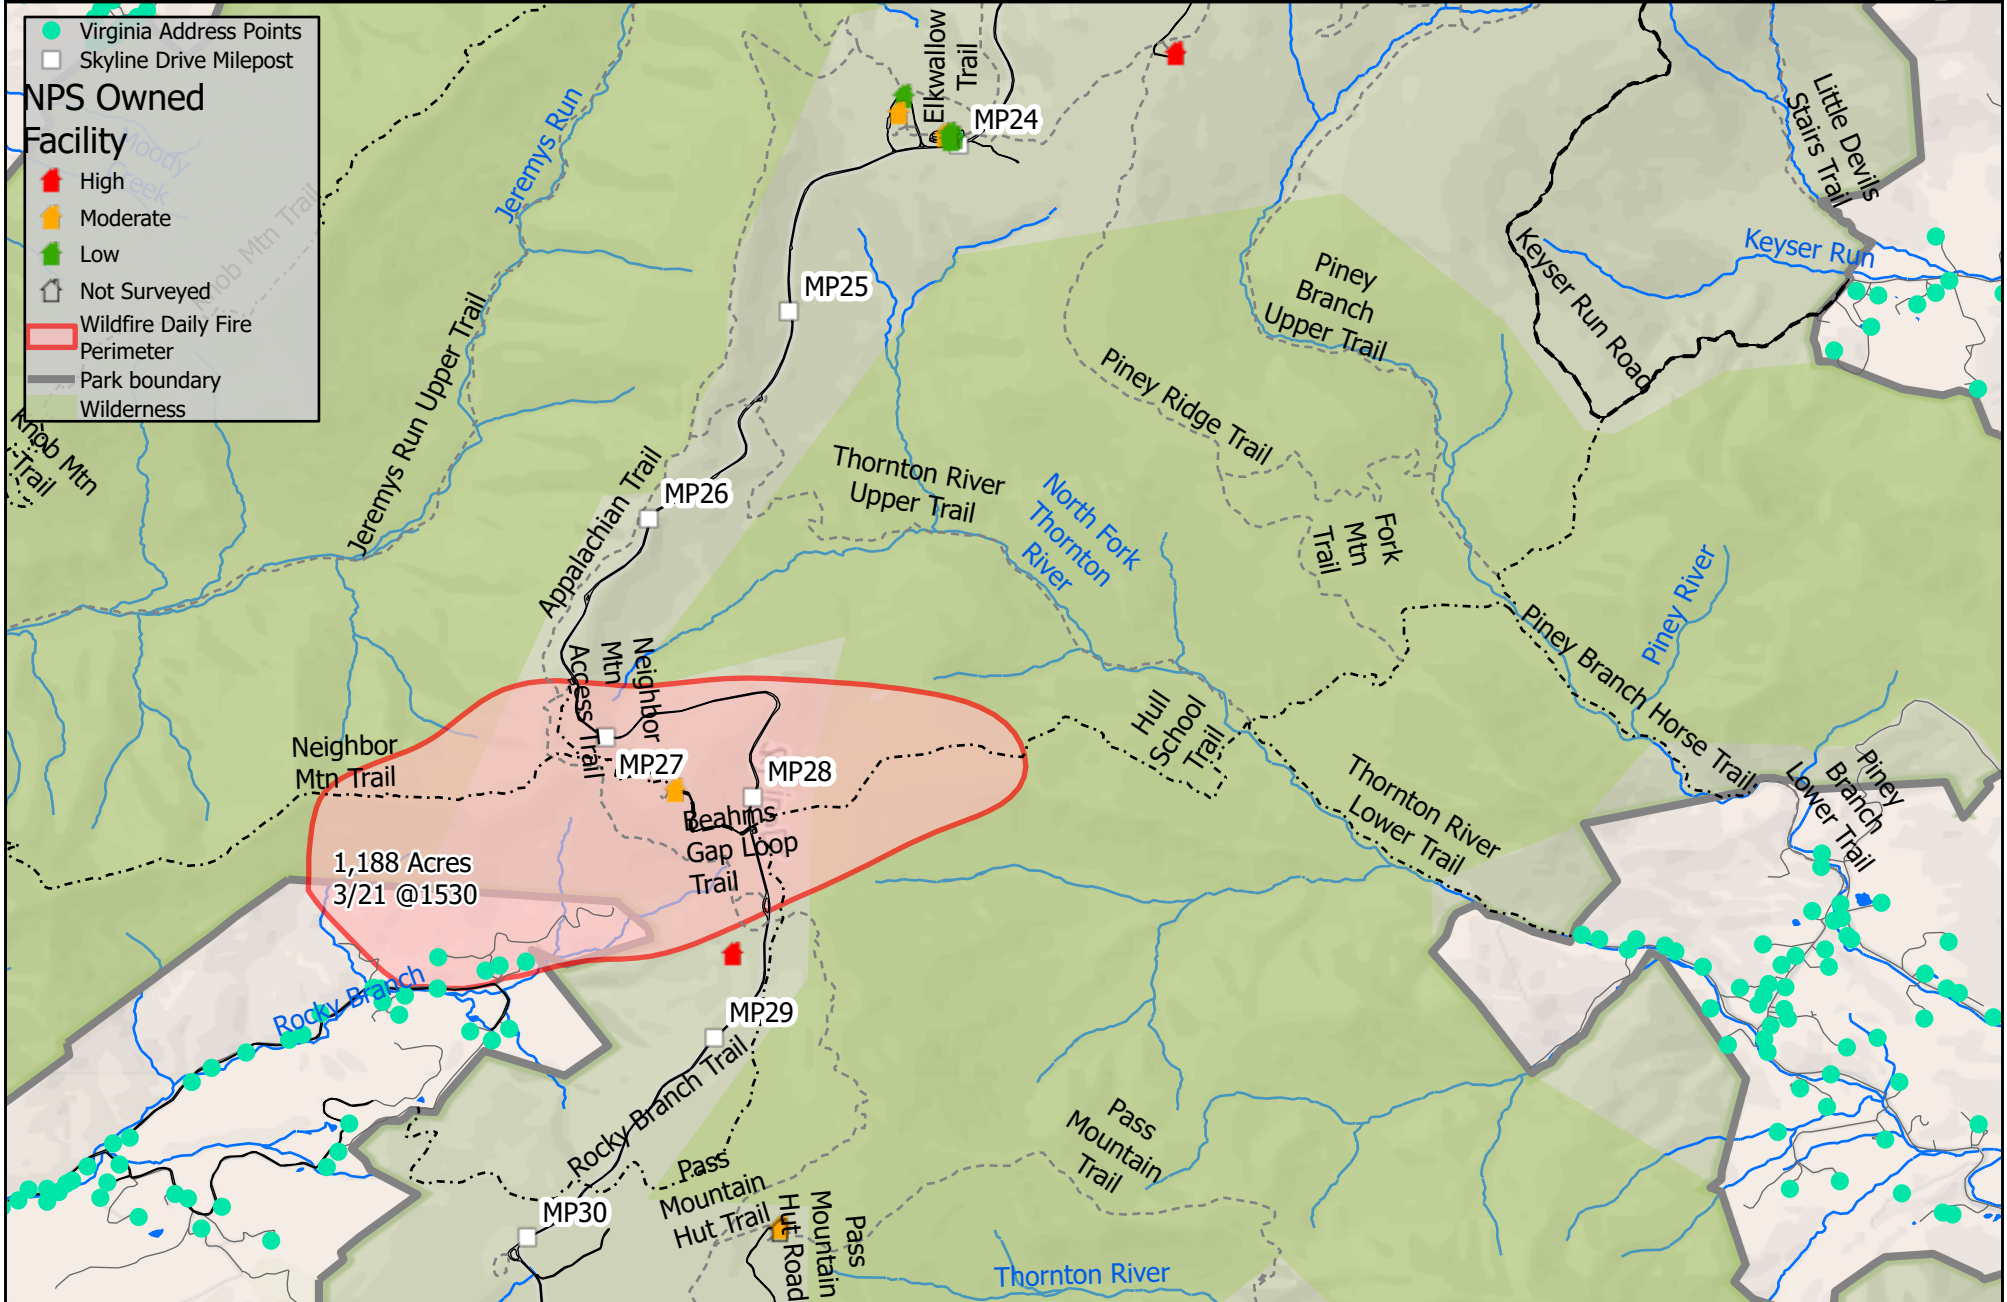 Virginia Address Points
Skyline Drive Milepost
NPS Owned
Facility
High
Moderate
Low
Not Surveyed
Wildfire Daily Fire
Perimeter
Park boundary
Wilderness
Moody
Creek
Knob Mtn Trail
Knob Mtn
Trail
Jeremys Run
Jeremys Run Upper Trail
Elkwallow
Trail
MP24
MP25
MP26
Appalachian Trail
Little Devils
Stairs Trail
Keyser Run
Keyser Run Road
Piney
Branch
Upper Trail
Piney Ridge Trail
Thornton River
Upper Trail
North Fork
Thornton
River
Fork
Mtn
Trail
Piney River
Piney Branch Horse Trail
Neighbor
Mtn
Access Trail
Neighbor
Mtn Trail
MP27
MP28
Beahms
Gap Loop
Trail
1,188 Acres
3/21 @1530
Hull
School
Trail
Thornton River
Lower Trail
Piney
Branch
Lower Trail
Rocky Branch
MP29
Rocky Branch Trail
MP30
Pass
Mountain
Hut Trail
Pass
Mountain
Hut Road
Pass
Mountain
Trail
Thornton River